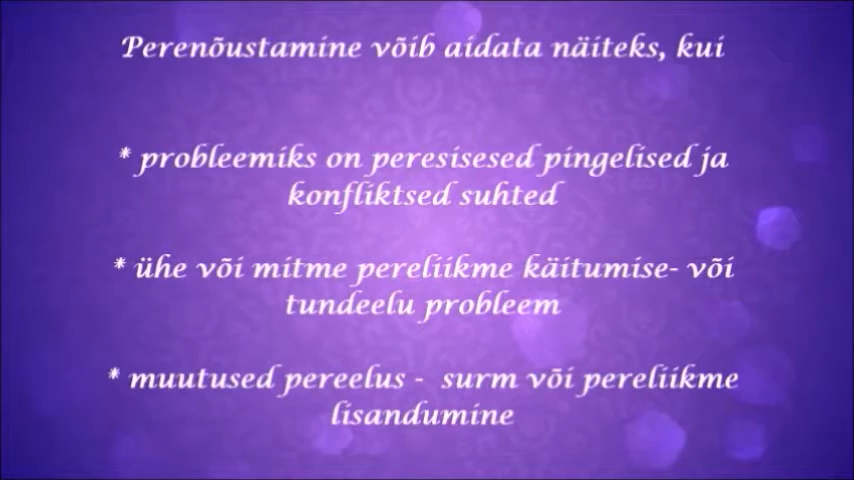 Perenõustamine võib aidata näiteks, kui
* probleemiks on peresisesed pingelised ja
konfliktsed suhted
* ühe või mitme pereliikme käitumise- või
tundeelu probleem
* muutused pereelus - surm või pereliikme
lisandumine